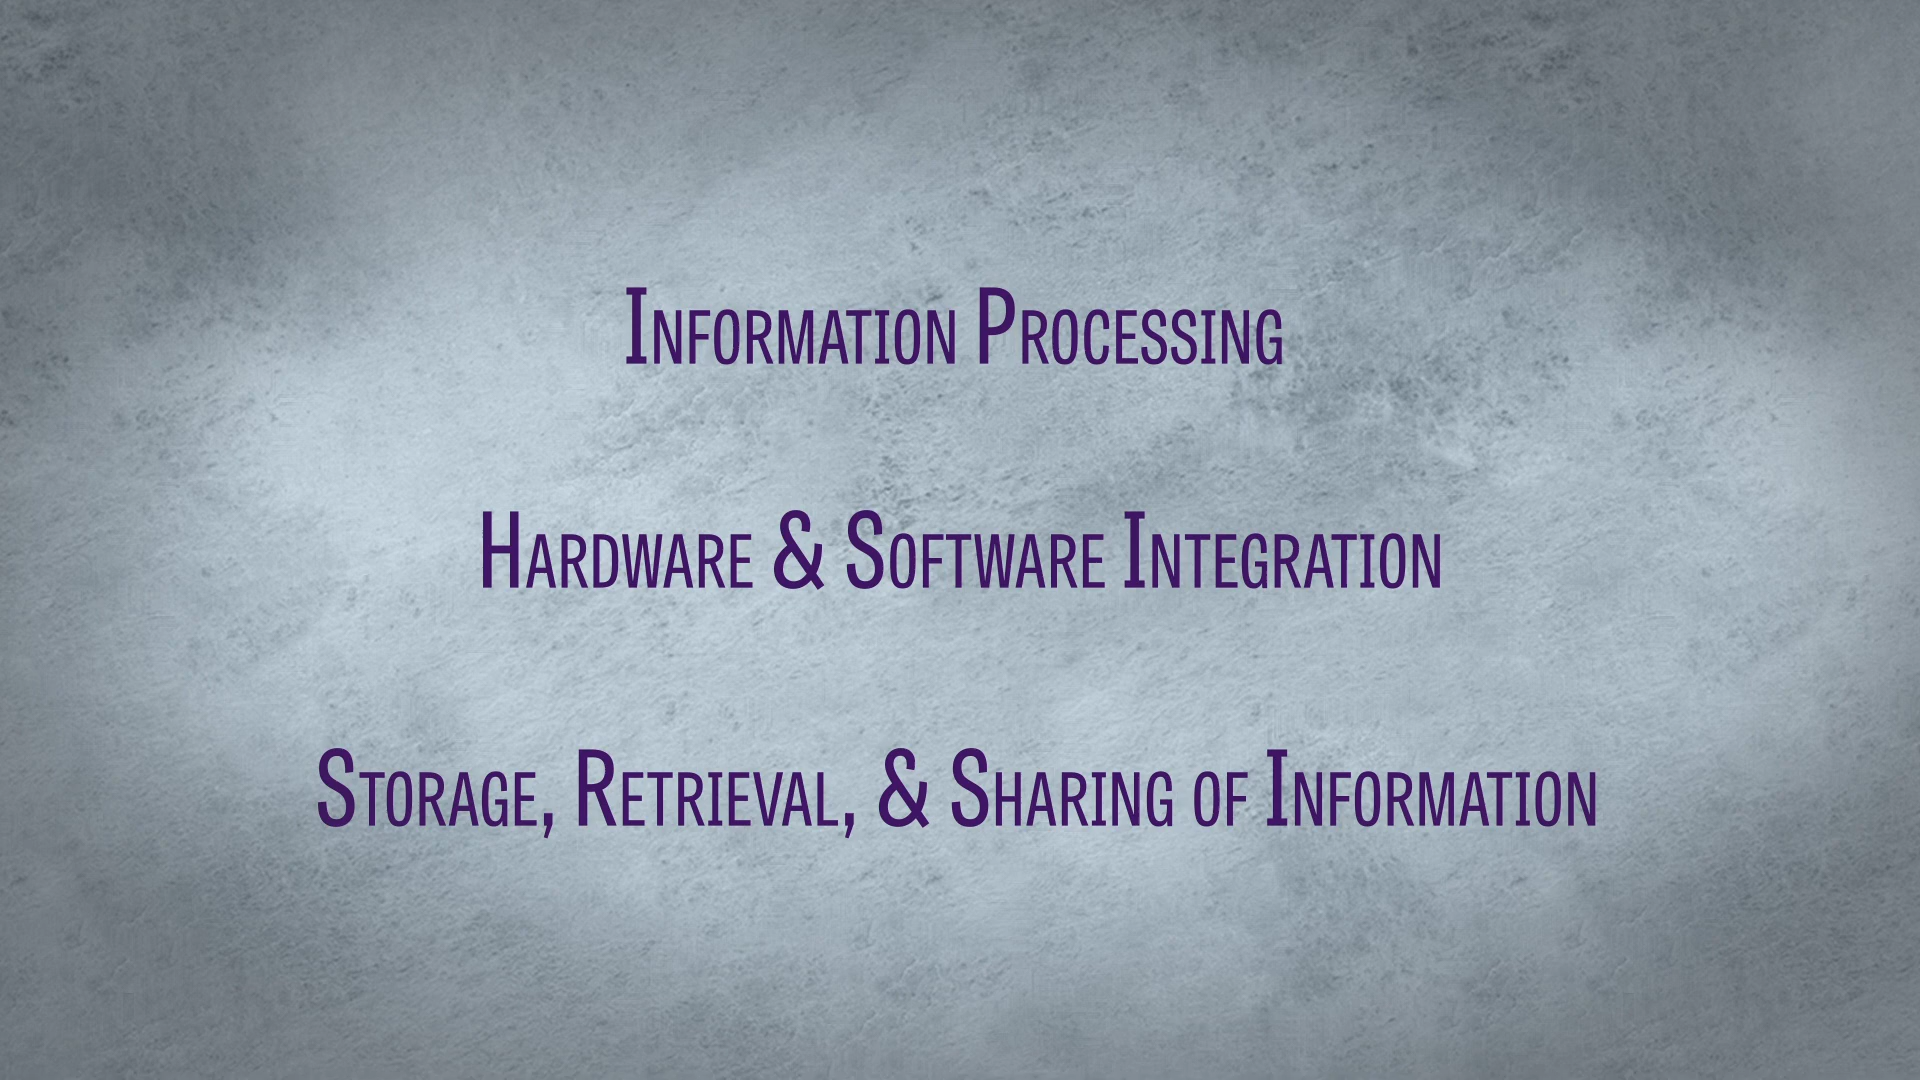 Information Processing
Hardware & Software Integration
Storage, Retrieval, & Sharing of Information